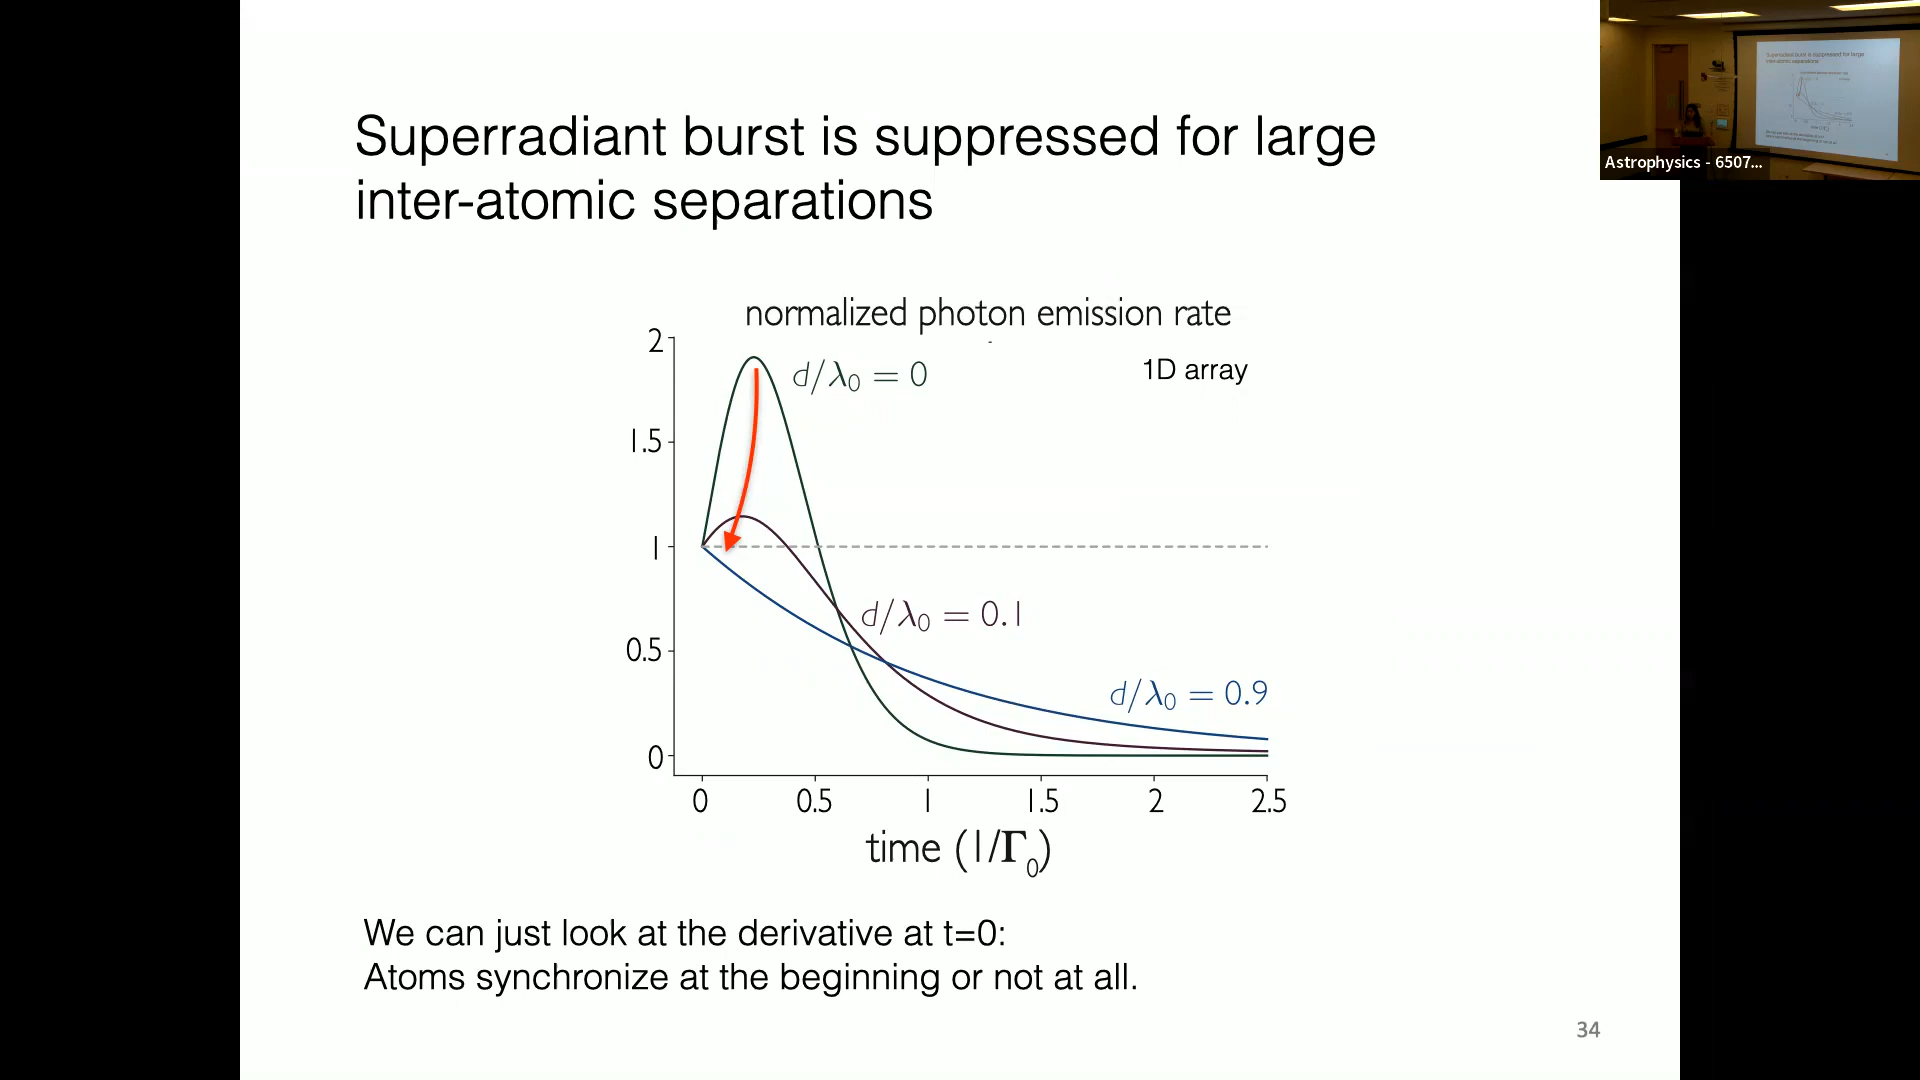 Superradiant burst is suppressed for large
inter-atomic separations
Astrophysics - 6507...
normalized photon emission rate
1D array
d/λ₀ = 0
d/λ₀ = 0.1
d/λ₀ = 0.9
2
1.5
1
0.5
0
0 0.5 1 1.5 2 2.5
time (1/Γ₀)
We can just look at the derivative at t=0:
Atoms synchronize at the beginning or not at all.
34